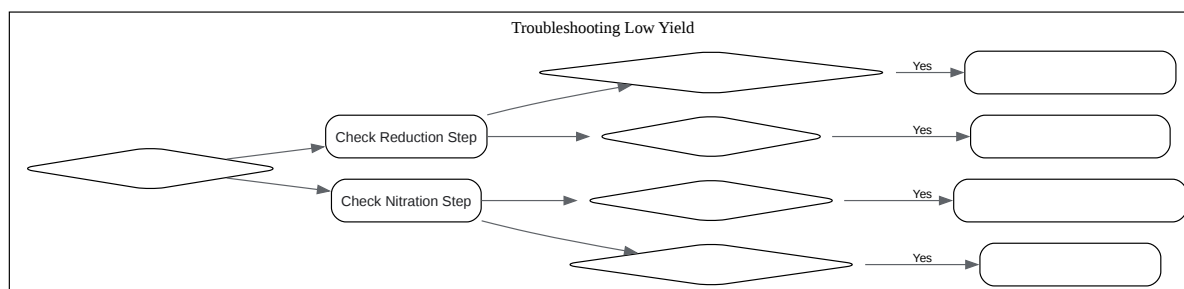 Troubleshooting Low Yield
Yes
Check Reduction Step
Yes
Check Nitration Step
Yes
Yes